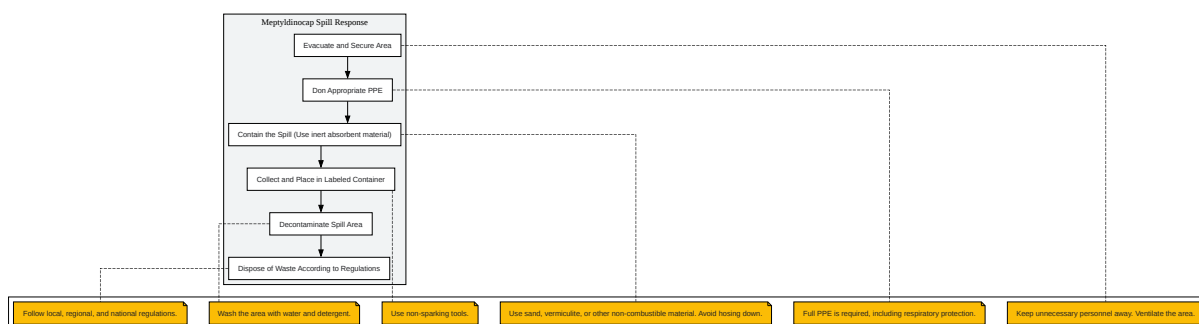 Meptyldinocap Spill Response
Evacuate and Secure Area
Don Appropriate PPE
Contain the Spill (Use inert absorbent material)
Collect and Place in Labeled Container
Decontaminate Spill Area
Dispose of Waste According to Regulations
Follow local, regional, and national regulations.
Wash the area with water and detergent.
Use non-sparking tools.
Use sand, vermiculite, or other non-combustible material. Avoid hosing down.
Full PPE is required, including respiratory protection.
Keep unnecessary personnel away. Ventilate the area.